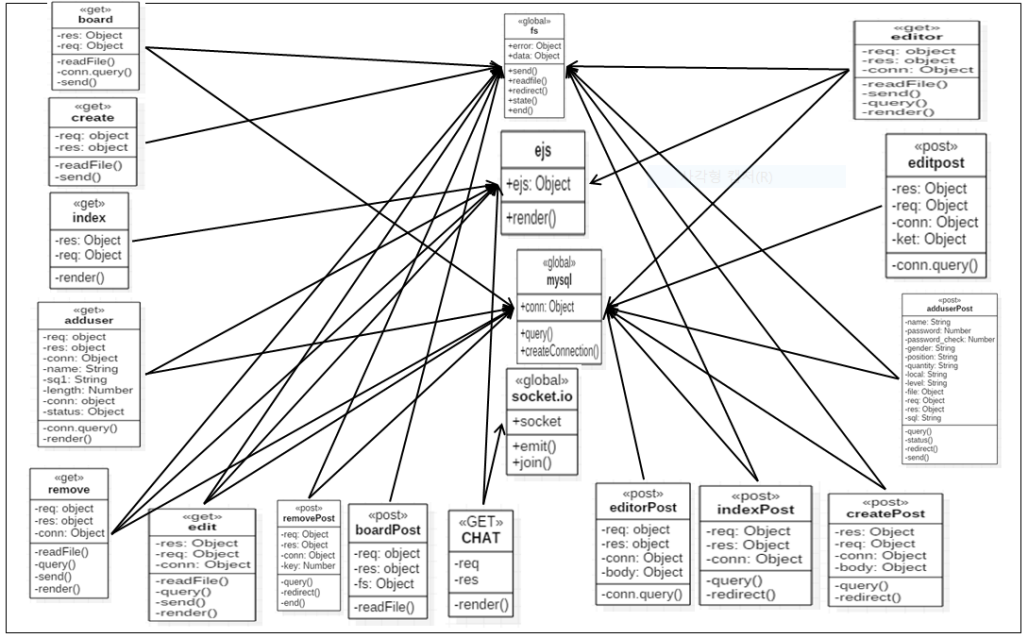 «get»
board
-res: Object
-req: Object
-readFile()
-conn.query()
-send()
«get»
create
-req: object
-res: object
-readFile()
-send()
«get»
index
-res: Object
-req: Object
-render()
«get»
adduser
-req: object
-res: object
-conn: Object
-name: String
-sq1: String
-length: Number
-conn: object
-status: Object
-conn.query()
-render()
«get»
remove
-req: object
-res: object
-conn: Object
-readFile()
-query()
-send()
-render()
«get»
edit
-res: Object
-req: Object
-conn: Object
-readFile()
-query()
-send()
-render()
«post»
removePost
-req: Object
-res: Object
-conn: Object
-key: Number
-query()
-redirect()
-end()
«post»
boardPost
-req: object
-res: object
-fs: Object
-readFile()
«GET»
CHAT
-req
-res
-render()
«global»
fs
+error: Object
+data: Object
+send()
+readfile()
+redirect()
+state()
+end()
ejs
+ejs: Object
+render()
«global»
mysql
+conn: Object
+query()
+createConnection()
«global»
socket.io
+socket
+emit()
+join()
«get»
editor
-req: object
-res: object
-conn: Object
-readFile()
-send()
-query()
-render()
(R)
«post»
editpost
-res: Object
-req: Object
-conn: Object
-ket: Object
-conn.query()
«post»
adduserPost
-name: String
-password: Number
-password_check: Number
-gender: String
-position: String
-quantity: String
-local: String
-level: String
-file: Object
-req: Object
-res: Object
-sql: String
-query()
-status()
-redirect()
-send()
«post»
editorPost
-req: object
-res: object
-conn: Object
-body: Object
-conn.query()
«post»
indexPost
-req: Object
-res: Object
-conn: Object
-query()
-redirect()
«post»
createPost
-res: Object
-req: Object
-conn: Object
-body: Object
-query()
-redirect()